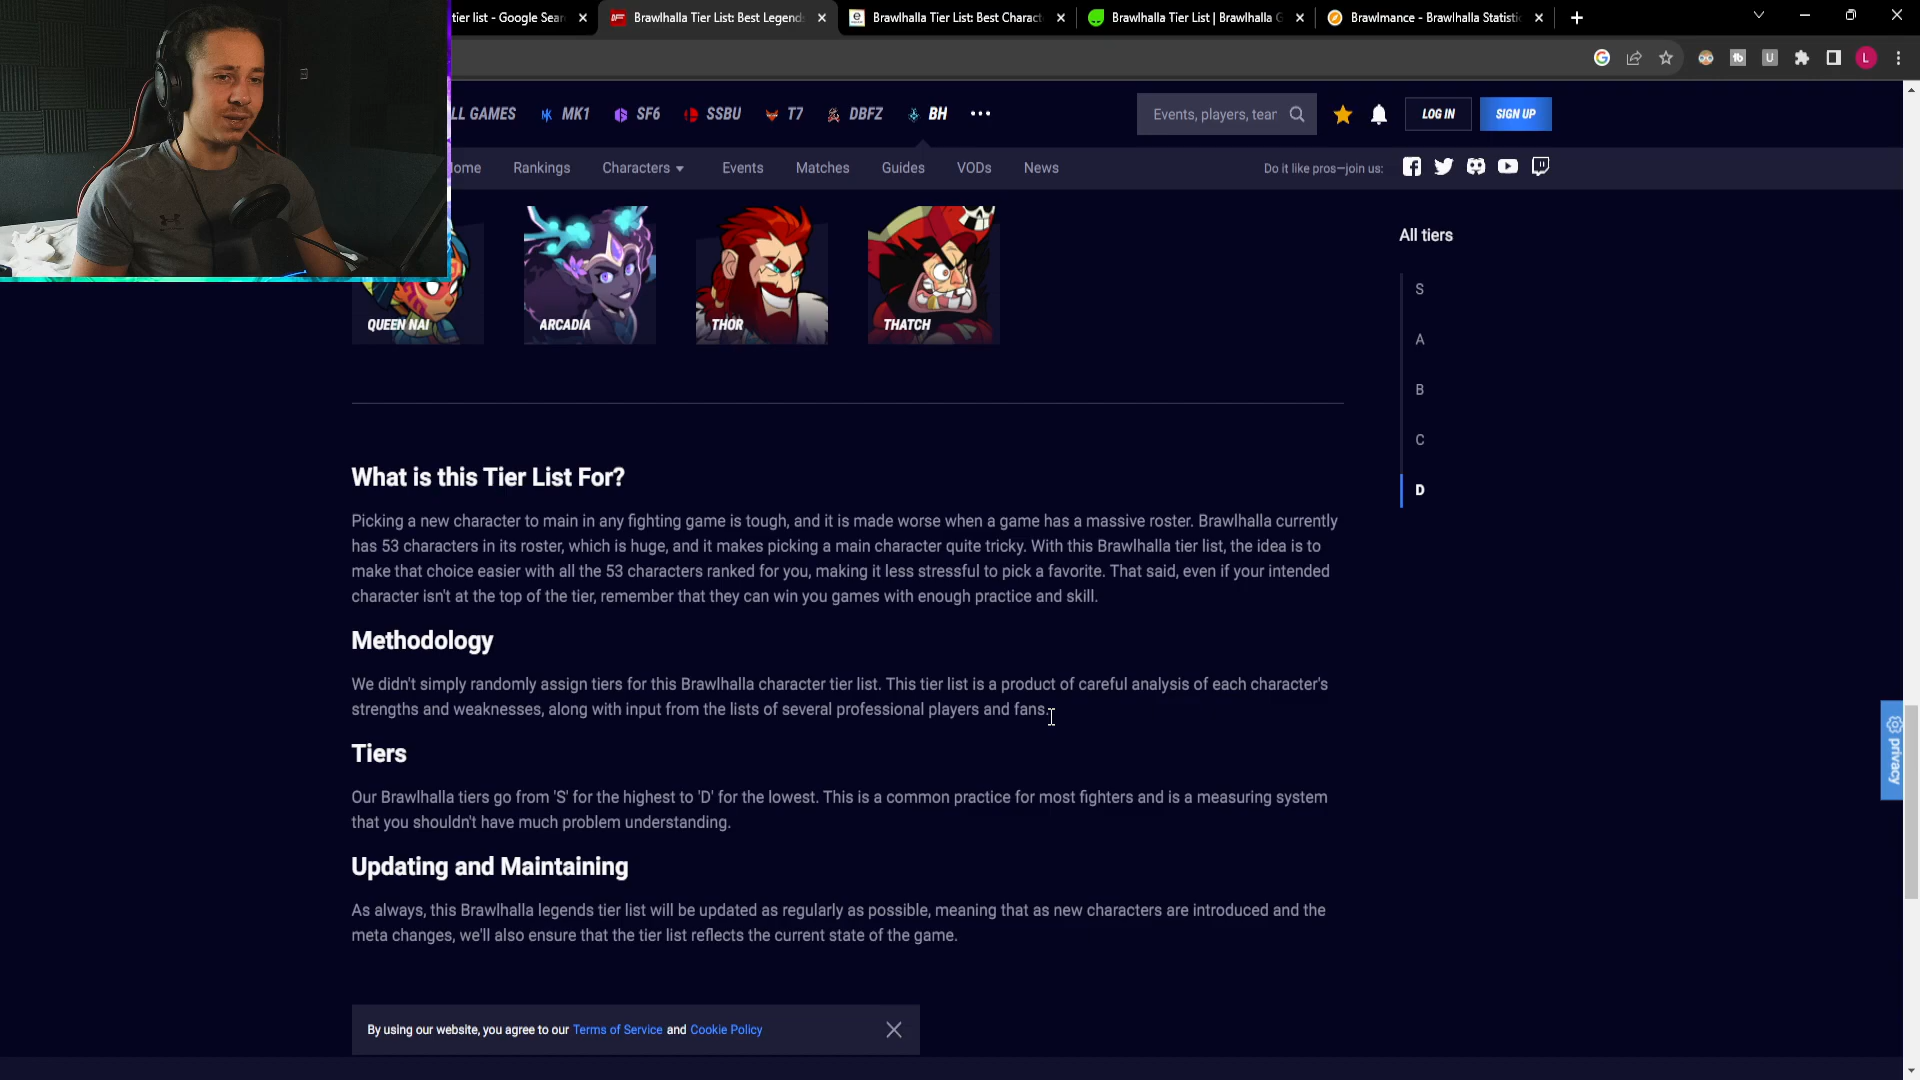 tier list - Google Sear
Brawlhalla Tier List: Best Legends
Brawlhalla Tier List: Best Charact
Brawlhalla Tier List | Brawlhalla G
Brawlmance - Brawlhalla Statisti
LL GAMES MK1 SF6 SSBU T7 DBFZ BH
Events, players, tear
LOG IN
SIGN UP
ome Rankings Characters Events Matches Guides VODs News
Do it like pros—join us:
QUEEN NAI
ARCADIA
THOR
THATCH
All tiers
S
A
B
C
D
What is this Tier List For?
Picking a new character to main in any fighting game is tough, and it is made worse when a game has a massive roster. Brawlhalla currently
has 53 characters in its roster, which is huge, and it makes picking a main character quite tricky. With this Brawlhalla tier list, the idea is to
make that choice easier with all the 53 characters ranked for you, making it less stressful to pick a favorite. That said, even if your intended
character isn't at the top of the tier, remember that they can win you games with enough practice and skill.
Methodology
We didn't simply randomly assign tiers for this Brawlhalla character tier list. This tier list is a product of careful analysis of each character's
strengths and weaknesses, along with input from the lists of several professional players and fans.
Tiers
Our Brawlhalla tiers go from 'S' for the highest to 'D' for the lowest. This is a common practice for most fighters and is a measuring system
that you shouldn't have much problem understanding.
Updating and Maintaining
As always, this Brawlhalla legends tier list will be updated as regularly as possible, meaning that as new characters are introduced and the
meta changes, we'll also ensure that the tier list reflects the current state of the game.
By using our website, you agree to our Terms of Service and Cookie Policy
privacy